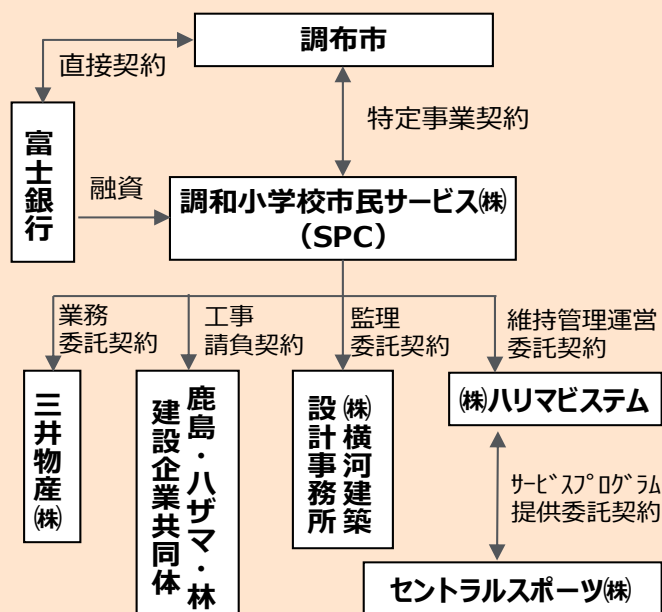 調布市
直接契約
特定事業契約
富士銀行
融資
調和小学校市民サービス㈱
（SPC）
業務
委託契約
工事
請負契約
監理
委託契約
維持管理運営
委託契約
三井物産㈱
鹿島・ハザマ・林
建設企業共同体
㈱横河建築
設計事務所
㈱ハリマビステム
ｻｰﾋﾞｽﾌﾟﾛｸﾞﾗﾑ
提供委託契約
セントラルスポーツ㈱